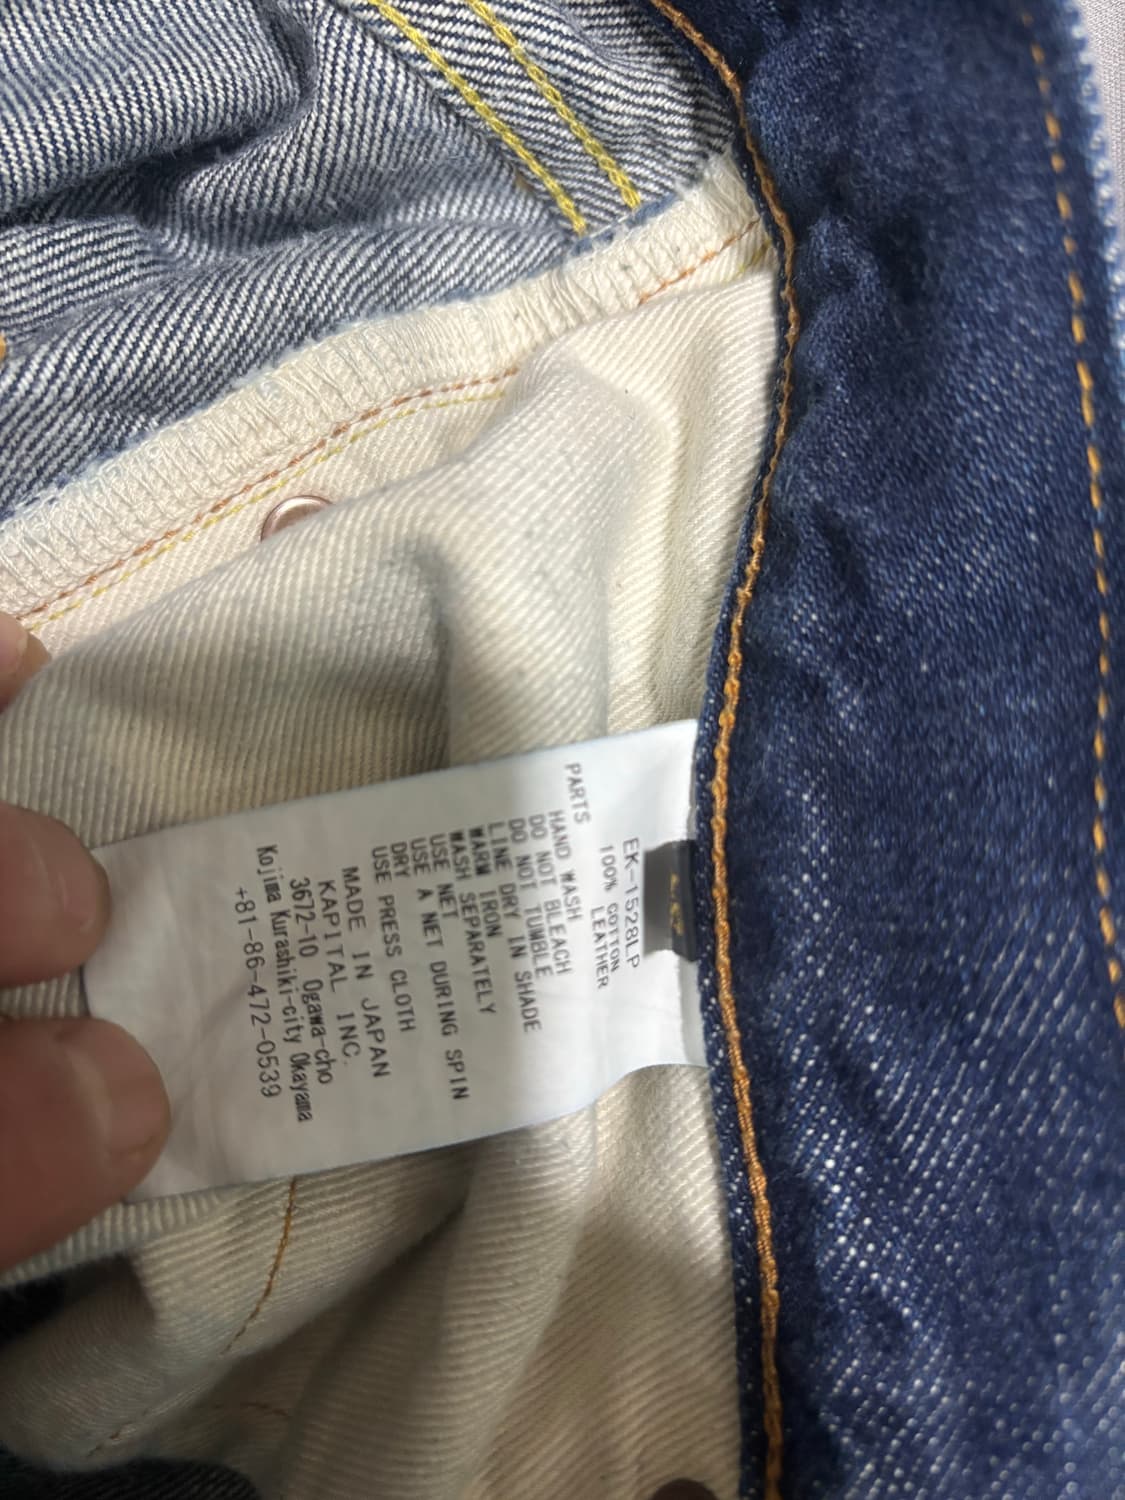 EK-1528LP
100% COTTON
PARTS LEATHER
HAND WASH
DO NOT BLEACH
DO NOT TUMBLE
LINE DRY IN SHADE
WARM IRON
WASH SEPARATELY
USE NET
USE A NET DURING SPIN
DRY
USE PRESS CLOTH
MADE IN JAPAN
KAPITAL INC.
3672-10 Ogawa-cho
Kojima Kurashiki-city Okayama
+81-86-472-0539